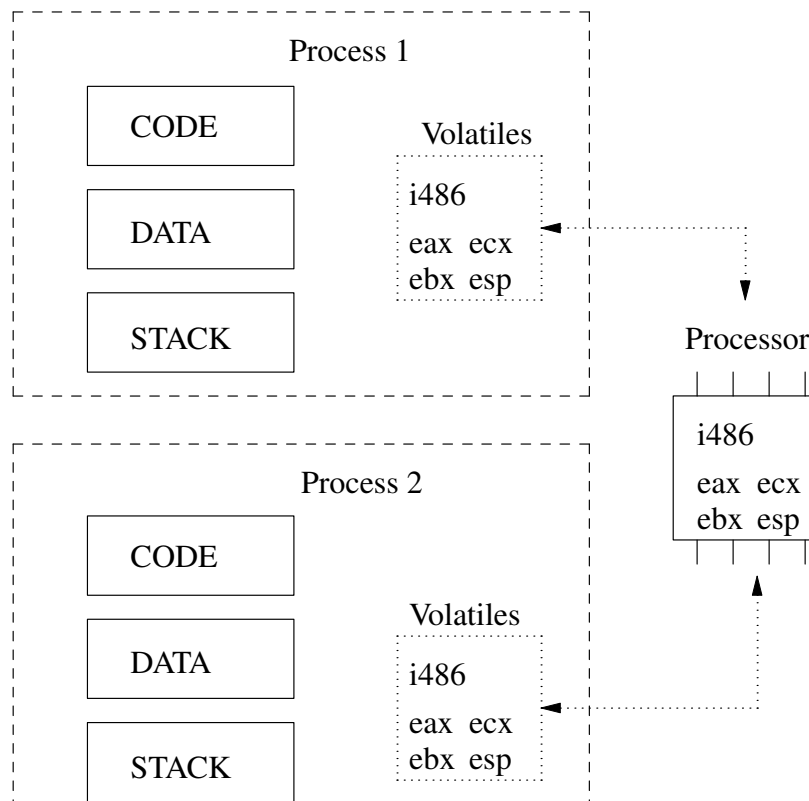 Process 1
CODE
DATA
STACK
Volatiles
i486
eax ecx
ebx esp
Processor
i486
eax ecx
ebx esp
Process 2
CODE
DATA
STACK
Volatiles
i486
eax ecx
ebx esp